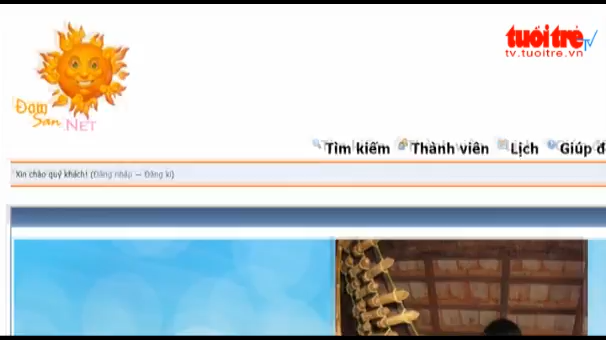 tuổi trẻ TV
tv.tuoitre.vn
Đam
San.NET
Tìm kiếm Thành viên Lịch Giúp đ
Xin chào quý khách! (Đăng nhập — Đăng kí)